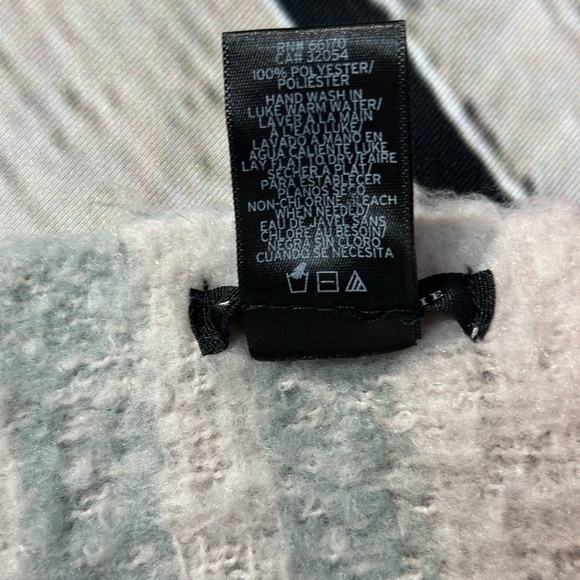 RN# 66170
CA# 32054
100% POLYESTER/
POLIESTER
HAND WASH IN
LUKE WARM WATER/
LAVER A LA MAIN
A L'EAU LUKE/
LAVADO A MANO EN
AGUA CALIENTE LUKE
LAY FLAT TO DRY/FAIRE
SECHER A PLAT/
PARA ESTABLECER
PLANOS SECO
NON-CHLORINE BLEACH
WHEN NEEDED/
EAU DE JAVEL SANS
CHLORE AU BESOIN/
NEGRA SIN CLORO
CUANDO SE NECESITA
IE